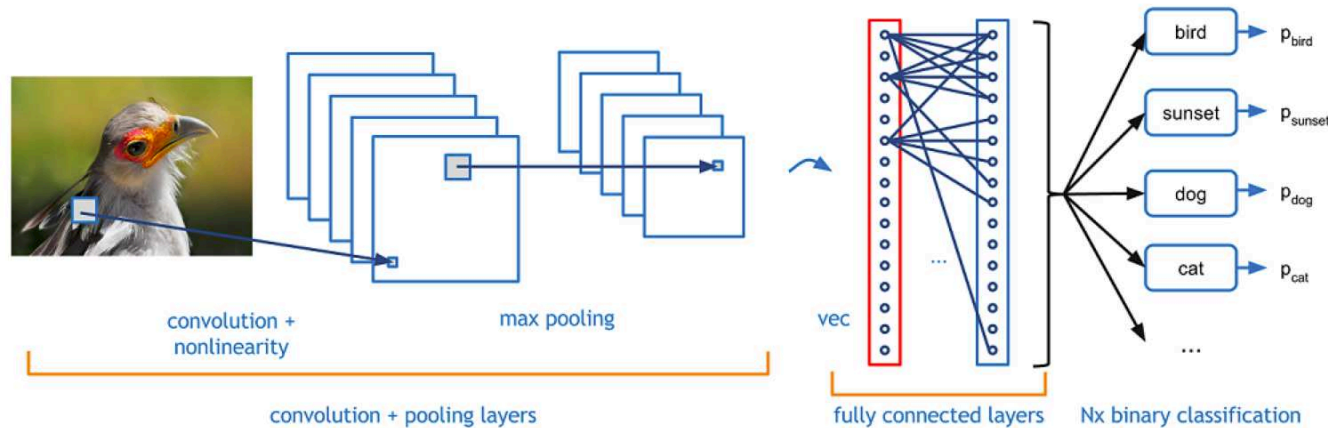 bird
p_bird
sunset
p_sunset
dog
p_dog
cat
p_cat
...
...
convolution +
nonlinearity
max pooling
vec
convolution + pooling layers
fully connected layers
Nx binary classification